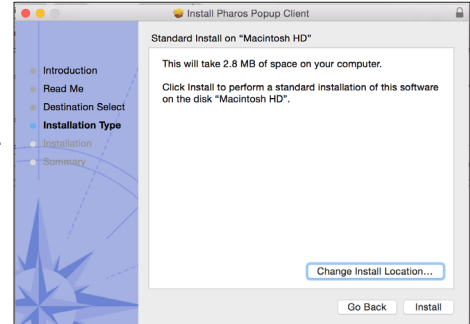 Install Pharos Popup Client
Standard Install on “Macintosh HD”
Introduction
Read Me
Destination Select
Installation Type
Installation
Summary
This will take 2.8 MB of space on your computer.
Click Install to perform a standard installation of this software
on the disk “Macintosh HD”.
Change Install Location...
Go Back
Install